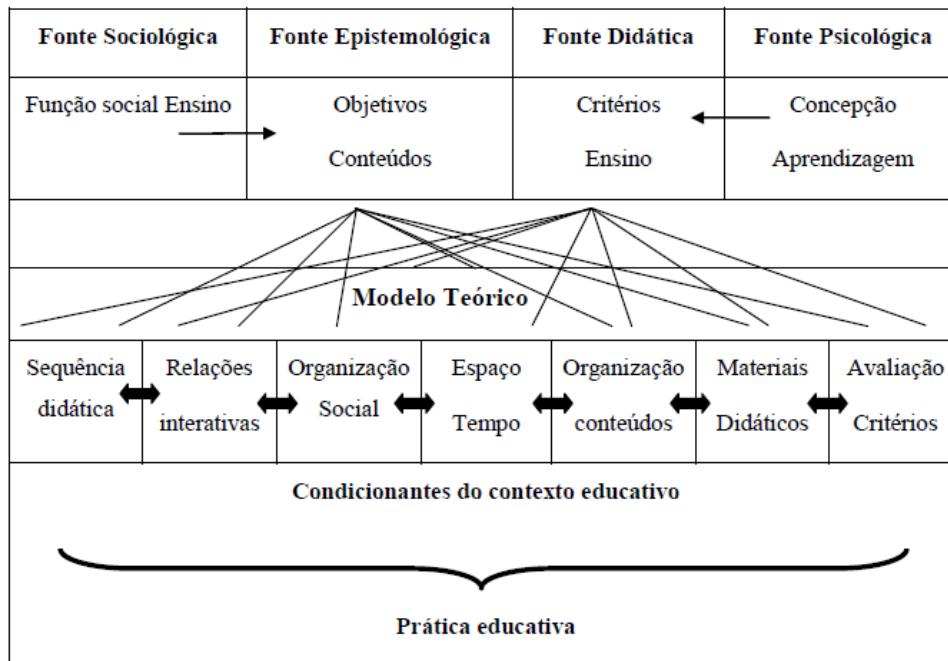 Fonte Sociológica
Fonte Epistemológica
Fonte Didática
Fonte Psicológica
Função social Ensino
Objetivos
Conteúdos
Critérios
Ensino
Concepção
Aprendizagem
Modelo Teórico
Sequência
didática
Relações
interativas
Organização
Social
Espaço
Tempo
Organização
conteúdos
Materiais
Didáticos
Avaliação
Critérios
Condicionantes do contexto educativo
Prática educativa